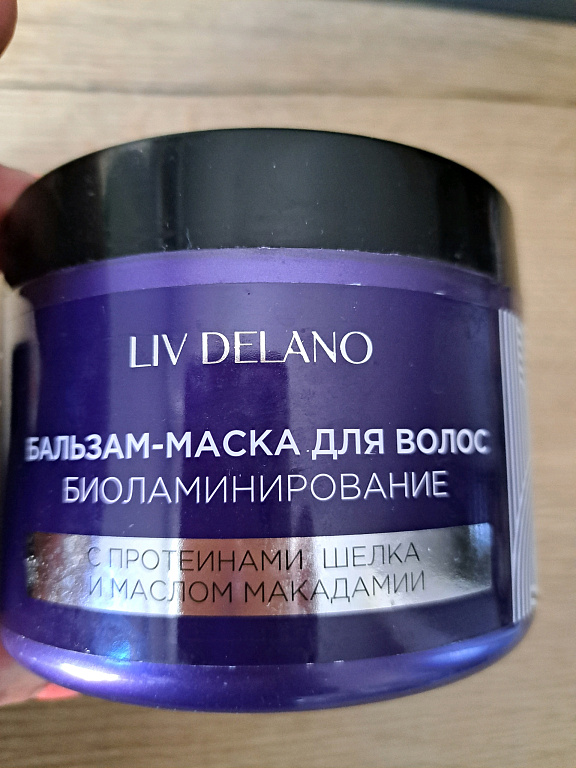 LIV DELANO
БАЛЬЗАМ-МАСКА ДЛЯ ВОЛОС
БИОЛАМИНИРОВАНИЕ
С ПРОТЕИНАМИ ШЕЛКА
И МАСЛОМ МАКАДАМИИ